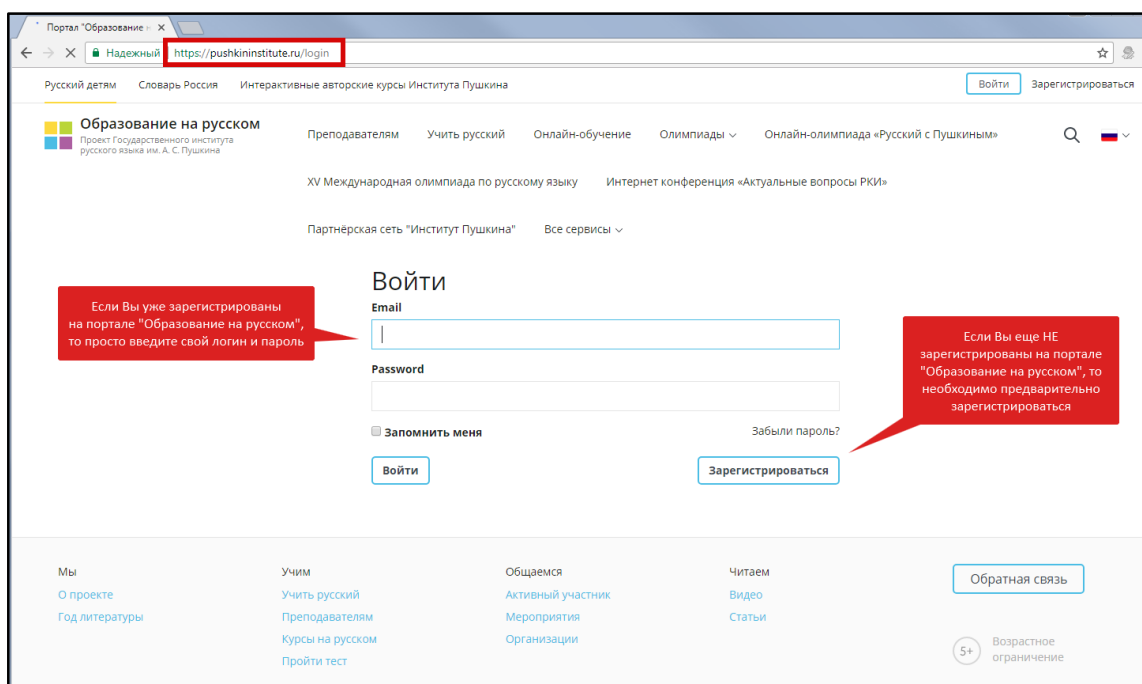 Портал "Образование н
Надежный https://pushkininstitute.ru/login
Русский детям Словарь Россия Интерактивные авторские курсы Института Пушкина Войти Зарегистрироваться
Образование на русском
Проект Государственного института
русского языка им. А. С. Пушкина
Преподавателям Учить русский Онлайн-обучение Олимпиады Онлайн-олимпиада «Русский с Пушкиным»
XV Международная олимпиада по русскому языку Интернет конференция «Актуальные вопросы РКИ»
Партнёрская сеть "Институт Пушкина" Все сервисы
Войти
Email
Если Вы уже зарегистрированы
на портале "Образование на русском",
то просто введите свой логин и пароль
Если Вы еще НЕ
зарегистрированы на портале
"Образование на русском", то
необходимо предварительно
зарегистрироваться
Password
Запомнить меня Забыли пароль?
Войти Зарегистрироваться
Мы Учим Общаемся Читаем
Обратная связь
О проекте Учить русский Активный участник Видео
Год литературы Преподавателям Мероприятия Статьи
Курсы на русском Организации
Пройти тест
5+ Возрастное
ограничение